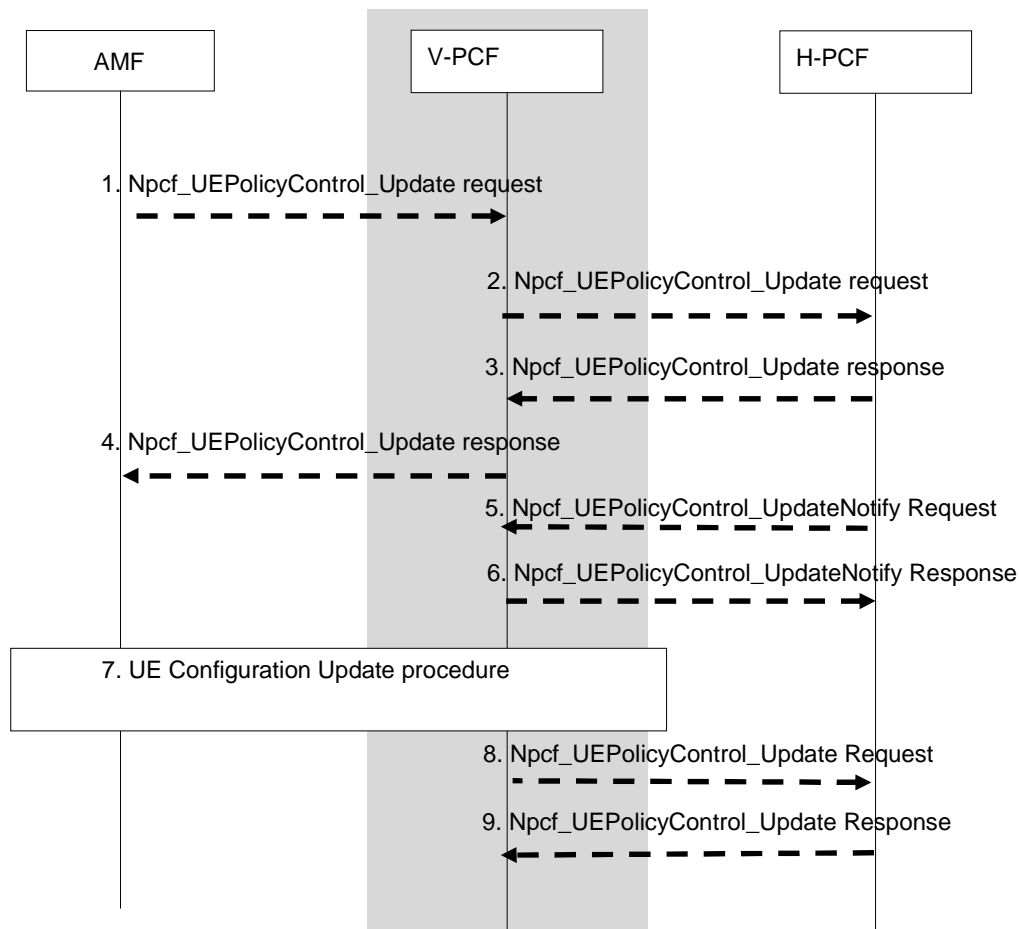 AMF
V-PCF
H-PCF
1. Npcf_UEPolicyControl_Update request
2. Npcf_UEPolicyControl_Update request
3. Npcf_UEPolicyControl_Update response
4. Npcf_UEPolicyControl_Update response
5. Npcf_UEPolicyControl_UpdateNotify Request
6. Npcf_UEPolicyControl_UpdateNotify Response
7. UE Configuration Update procedure
8. Npcf_UEPolicyControl_Update Request
9. Npcf_UEPolicyControl_Update Response